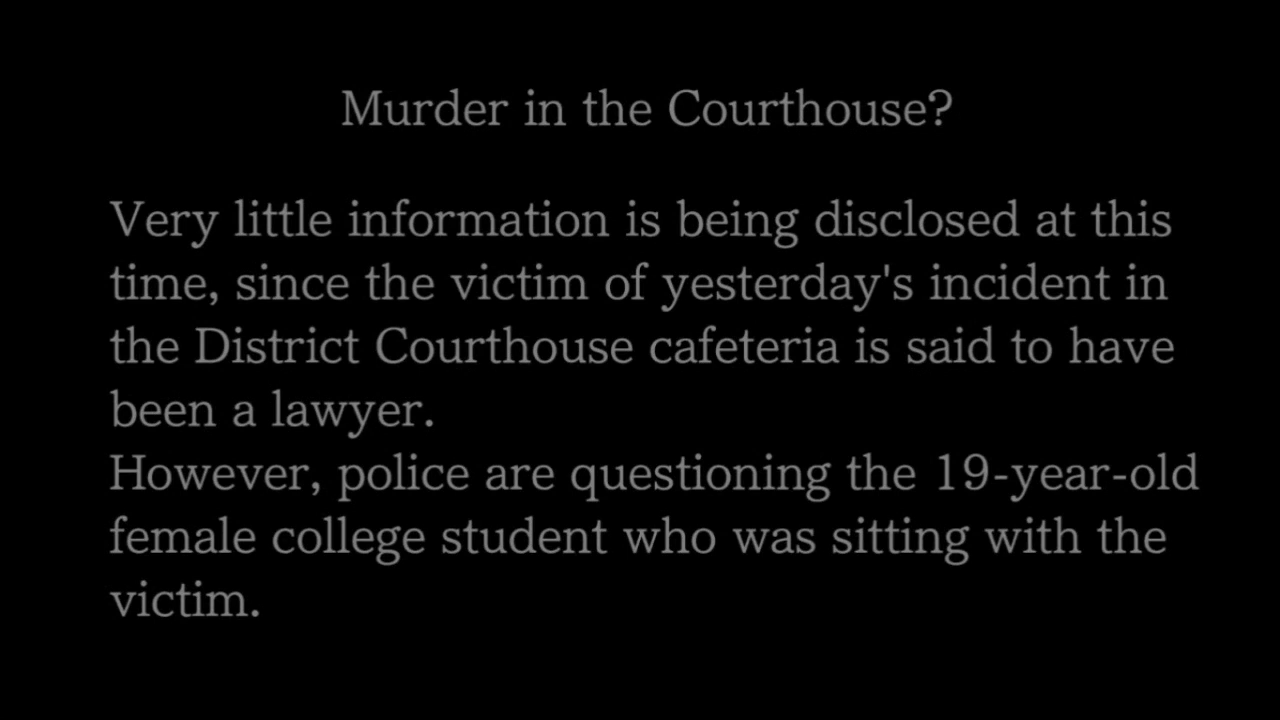 Murder in the Courthouse?
Very little information is being disclosed at this
time, since the victim of yesterday's incident in
the District Courthouse cafeteria is said to have
been a lawyer.
However, police are questioning the 19-year-old
female college student who was sitting with the
victim.